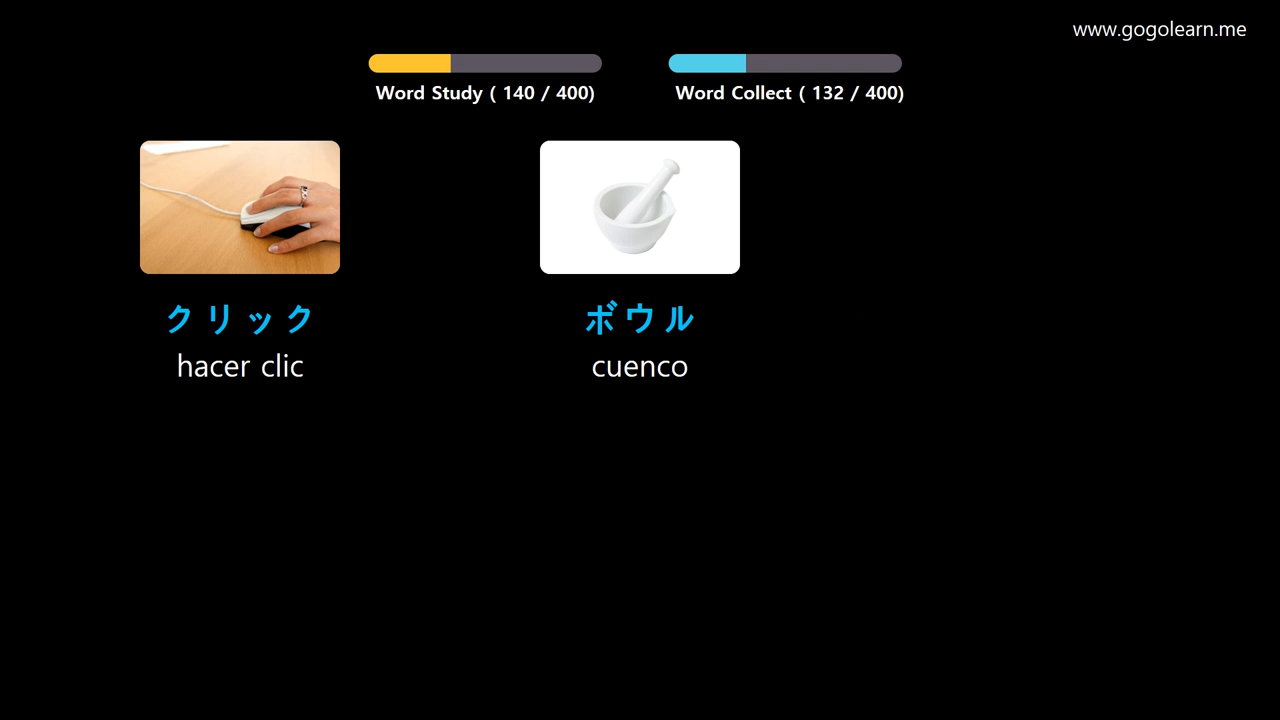 www.gogolearn.me
Word Study ( 140 / 400)
Word Collect ( 132 / 400)
クリック
hacer clic
ボウル
cuenco